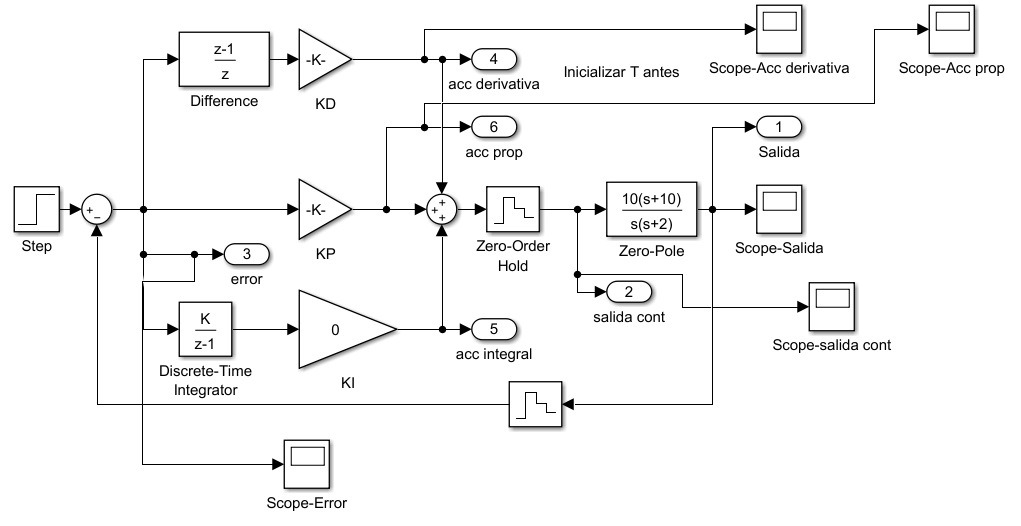 z-1
z
Difference
-K-
KD
4
acc derivativa
Inicializar T antes
Scope-Acc derivativa
Scope-Acc prop
6
acc prop
1
Salida
Step
+
−
-K-
KP
+
+
+
Zero-Order
Hold
10(s+10)
s(s+2)
Zero-Pole
Scope-Salida
3
error
2
salida cont
Scope-salida cont
K
z-1
Discrete-Time
Integrator
0
KI
5
acc integral
Scope-Error